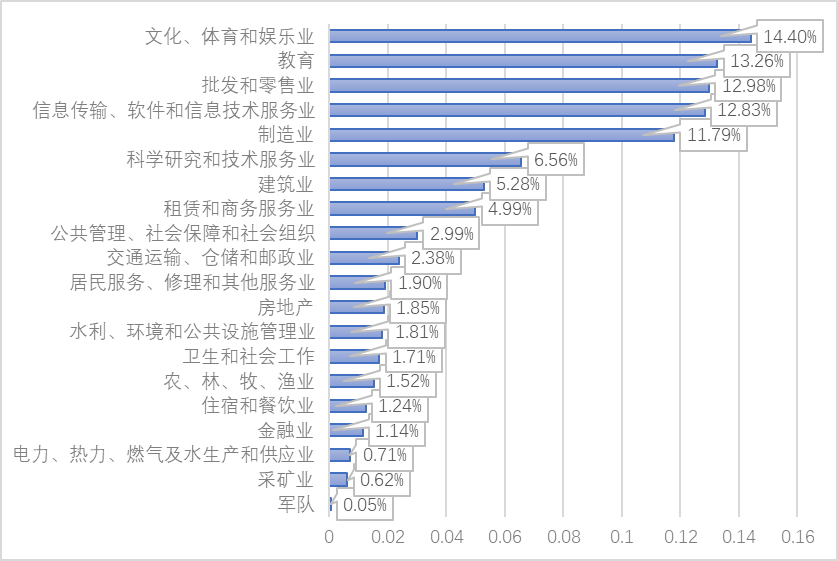 文化、体育和娱乐业 14.40%
教育 13.26%
批发和零售业 12.98%
信息传输、软件和信息技术服务业 12.83%
制造业 11.79%
科学研究和技术服务业 6.56%
建筑业 5.28%
租赁和商务服务业 4.99%
公共管理、社会保障和社会组织 2.99%
交通运输、仓储和邮政业 2.38%
居民服务、修理和其他服务业 1.90%
房地产 1.85%
水利、环境和公共设施管理业 1.81%
卫生和社会工作 1.71%
农、林、牧、渔业 1.52%
住宿和餐饮业 1.24%
金融业 1.14%
电力、热力、燃气及水生产和供应业 0.71%
采矿业 0.62%
军队 0.05%
0 0.02 0.04 0.06 0.08 0.1 0.12 0.14 0.16